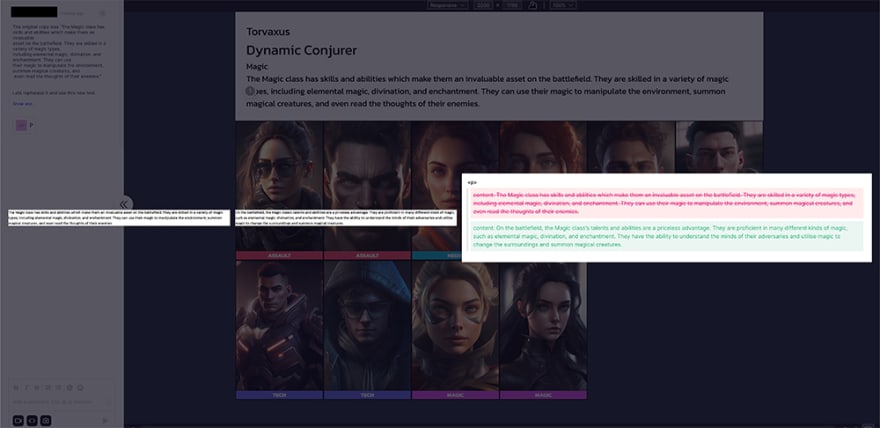 Responsive
100%
The original copy was: "The Magic class has
skills and abilities which make them an
invaluable
asset on the battlefield. They are skilled in a
variety of magic types,
including elemental magic, divination, and
enchantment. They can use
their magic to manipulate the environment,
summon magical creatures, and
even read the thoughts of their enemies."
Torvaxus
Dynamic Conjurer
Magic
The Magic class has skills and abilities which make them an invaluable asset on the battlefield. They are skilled in a variety of magic
pes, including elemental magic, divination, and enchantment. They can use their magic to manipulate the environment, summon
magical creatures, and even read the thoughts of their enemies.
The Magic class has skills and abilities which make them an invaluable asset on the battlefield. They are skilled in a variety of magic
types, including elemental magic, divination, and enchantment. They can use their magic to manipulate the environment, summon
magical creatures, and even read the thoughts of their enemies.
On the battlefield, the Magic class's talents and abilities are a priceless advantage. They are proficient in many different kinds of magic,
such as elemental magic, divination, and enchantment. They have the ability to understand the minds of their adversaries and utilise
magic to change the surroundings and summon magical creatures.
<p>
content: The Magic class has skills and abilities which make them an invaluable asset on the battlefield. They are skilled in a variety of magic types,
including elemental magic, divination, and enchantment. They can use their magic to manipulate the environment, summon magical creatures, and
even read the thoughts of their enemies.
content: On the battlefield, the Magic class's talents and abilities are a priceless advantage. They are proficient in many different kinds of magic,
such as elemental magic, divination, and enchantment. They have the ability to understand the minds of their adversaries and utilise magic to
change the surroundings and summon magical creatures.
ASSAULT
ASSAULT
TECH
TECH
MAGIC
MAGIC